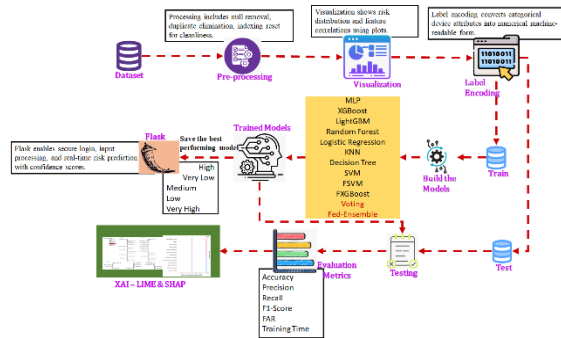 Processing includes null removal,
duplicate elimination, indexing reset
for cleanliness.
Visualization shows risk
distribution and feature
correlations using plots.
Label encoding, converts categorical
device attributes into numerical machine-
readable form.
Dataset
Pre-processing
Visualization
11010011
11010011
Label
Encoding
Flask enables secure login, input
processing, and real-time risk prediction
with confidence scores.
Flask
Save the best
performing model
High
Very Low
Medium
Low
Very High
Trained Models
MLP
XGBoost
LightGBM
Random Forest
Logistic Regression
KNN
Decision Tree
SVM
FSVM
FXGBoost
Voting
Fed-Ensemble
Build the
Models
Train
XAI – LIME & SHAP
Evaluation
Metrics
Accuracy
Precision
Recall
F1-Score
FAR
Training Time
Testing
Test